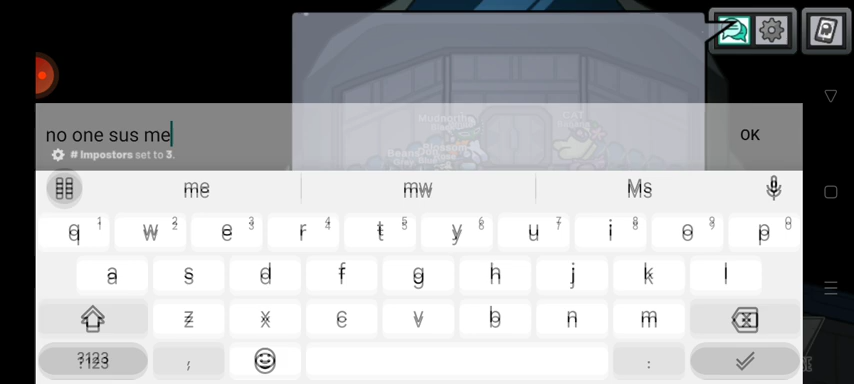 no one sus me
OK
# Impostors set to 3.
me mw Ms
q 1 w 2 e 3 r 4 t 5 y 6 u 7 i 8 o 9 p 0
a s d f g h j k l
z x c v b n m
?123 , :